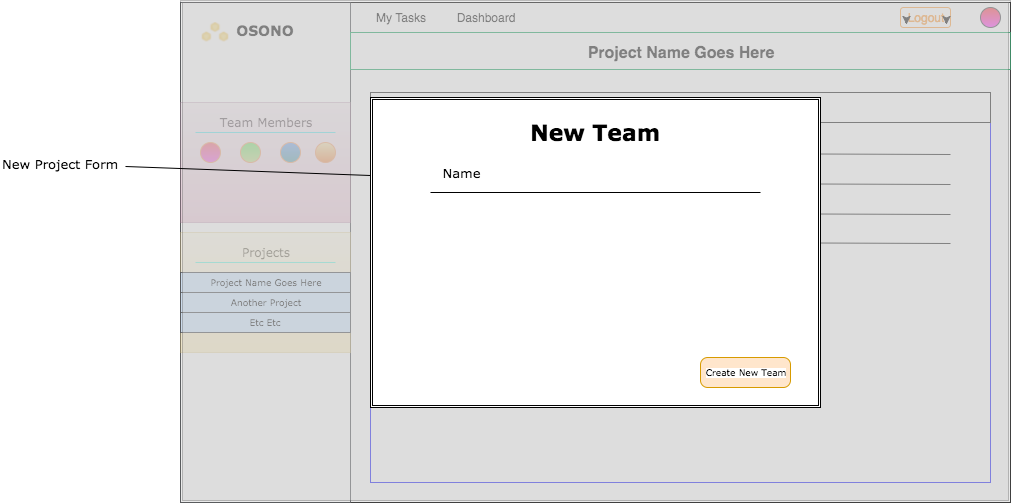 My Tasks
Dashboard
Logout
OSONO
Project Name Goes Here
Team Members
New Team
New Project Form
Name
Projects
Project Name Goes Here
Another Project
Etc Etc
Create New Team